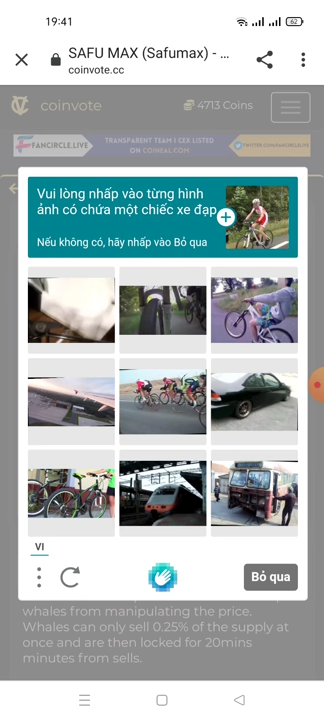 19:41
62
SAFU MAX (Safumax) - ...
coinvote.cc
coinvote
4713 Coins
FANCIRCLE.LIVE
TRANSPARENT TEAM I CEX LISTED
ON COINEAL.COM
Vui lòng nhấp vào từng hình
ảnh có chứa một chiếc xe đạp
Nếu không có, hãy nhấp vào Bỏ qua
VI
Bỏ qua
whales from manipulating the price.
Whales can only sell 0.25% of the supply at
once and are then locked for 20mins
minutes from sells.